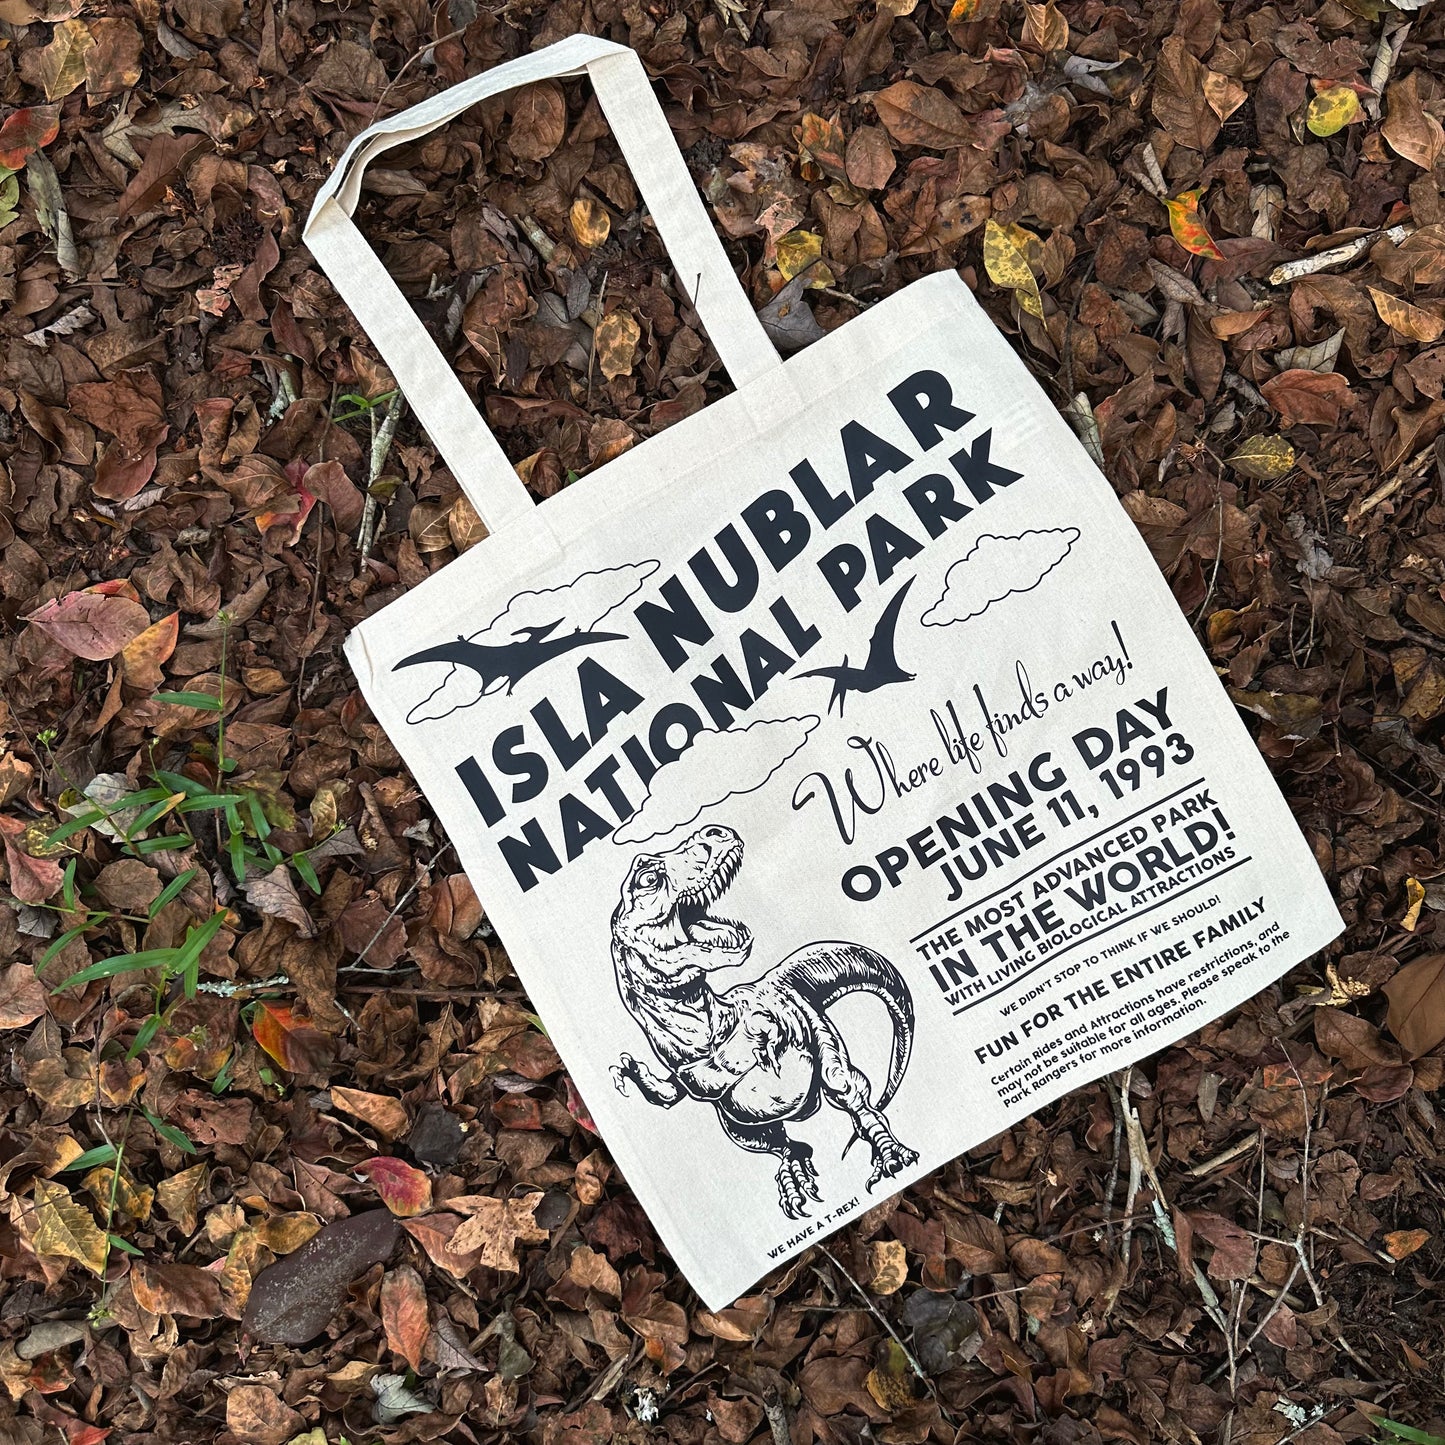 ISLA NUBLAR
NATIONAL PARK
Where life finds a way!
OPENING DAY
JUNE 11, 1993
THE MOST ADVANCED PARK
IN THE WORLD!
WITH LIVING BIOLOGICAL ATTRACTIONS
WE DIDN'T STOP TO THINK IF WE SHOULD!
FUN FOR THE ENTIRE FAMILY
Certain Rides and Attractions have restrictions, and
may not be suitable for all ages. Please speak to the
Park Rangers for more information.
WE HAVE A T-REX!